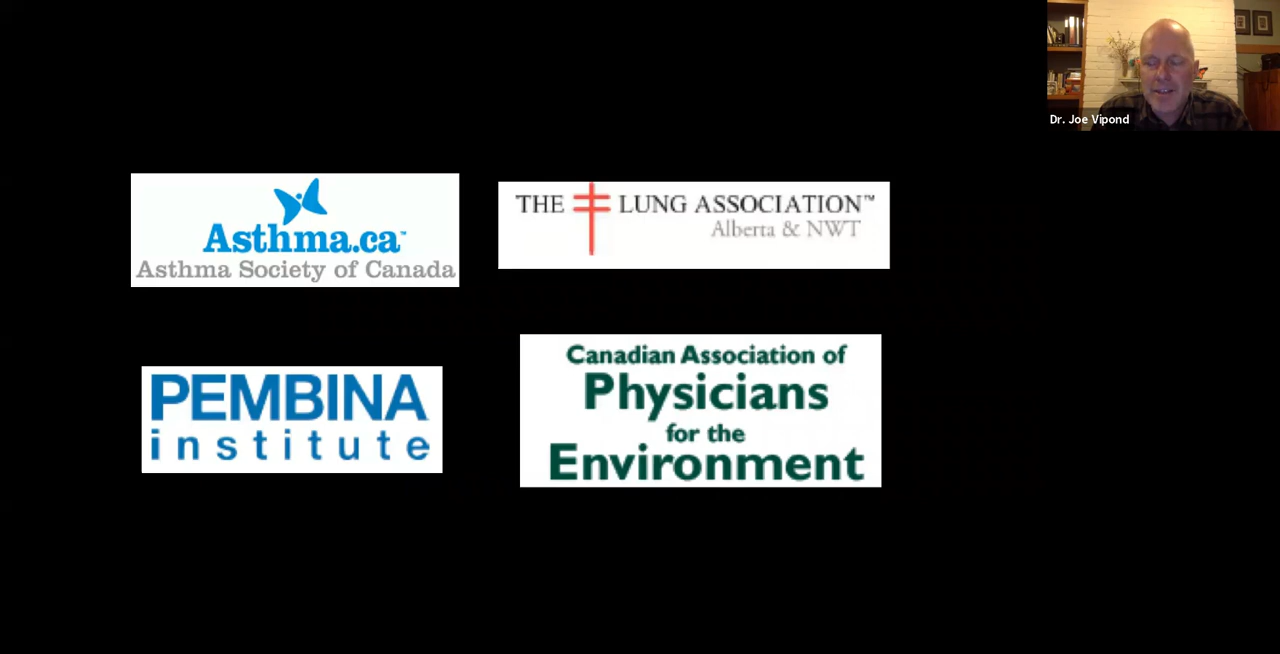 Dr. Joe Vipond
Asthma.ca™
Asthma Society of Canada
THE LUNG ASSOCIATION™
Alberta & NWT
PEMBINA
institute
Canadian Association of
Physicians
for the
Environment